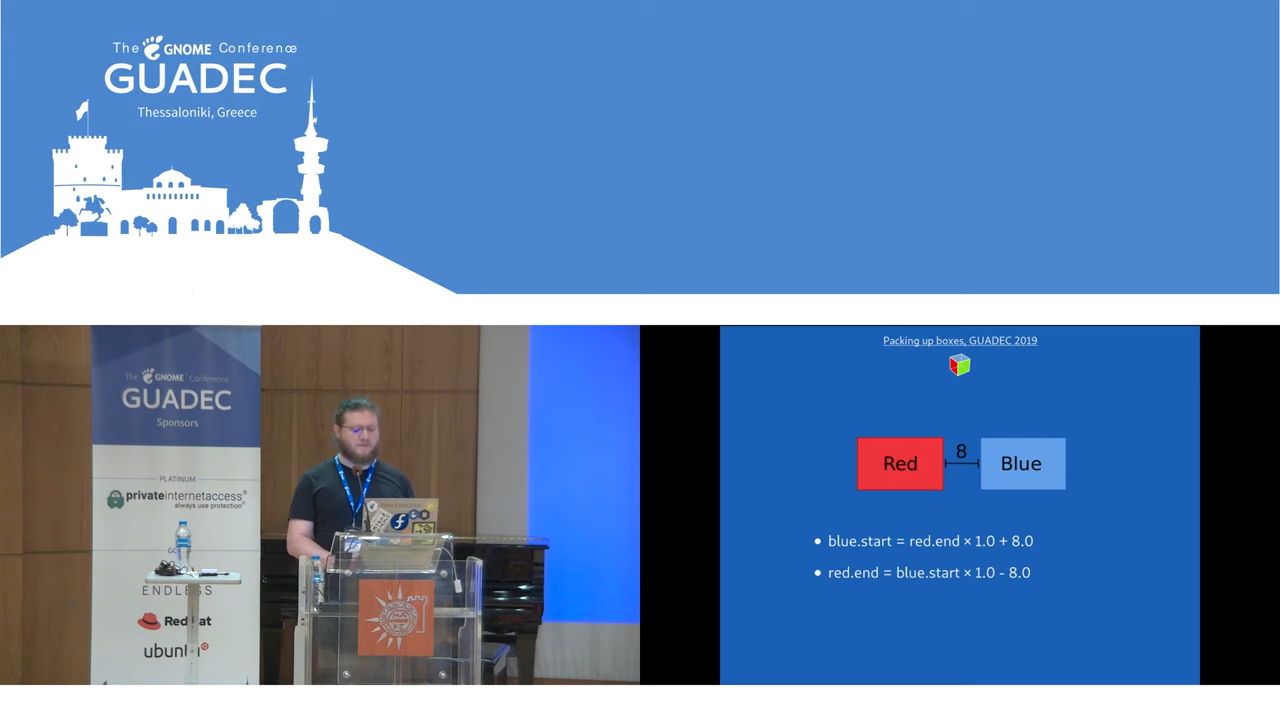 The GNOME Conference
GUADEC
Thessaloniki, Greece
The GNOME Conference
GUADEC
Sponsors
PLATINUM
privateinternetaccess®
always use protection®
ENDLESS
ubuntu
Packing up boxes, GUADEC 2019
Red
8
Blue
• blue.start = red.end × 1.0 + 8.0
• red.end = blue.start × 1.0 - 8.0